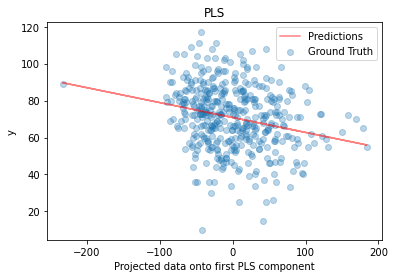 PLS
Predictions
Ground Truth
120
100
80
60
40
20
y
−200
−100
0
100
200
Projected data onto first PLS component